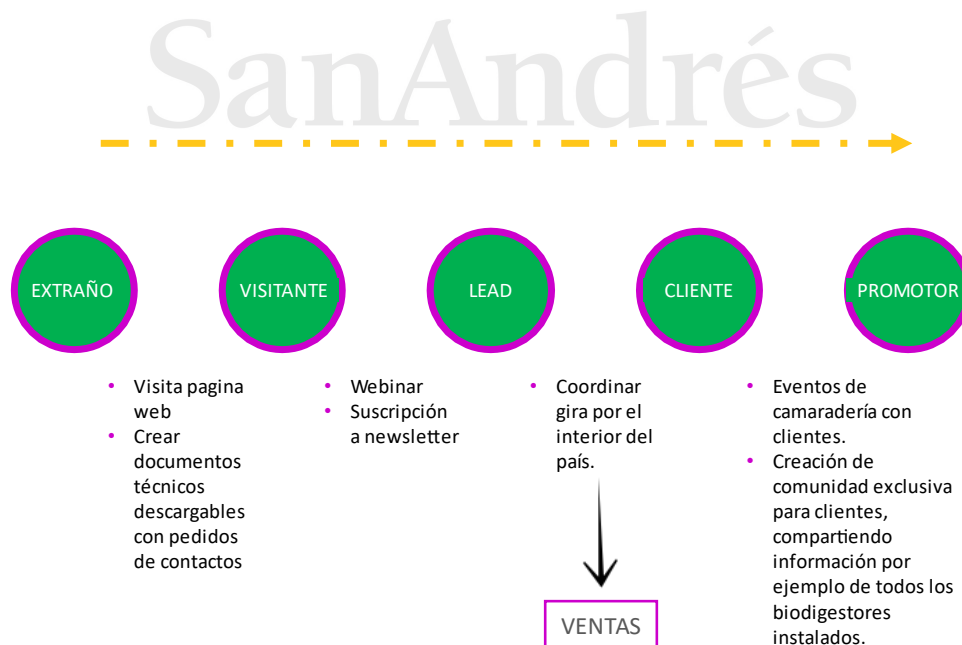 SanAndrés
EXTRAÑO
VISITANTE
LEAD
CLIENTE
PROMOTOR
• Visita pagina
web
• Crear
documentos
técnicos
descargables
con pedidos
de contactos
• Webinar
• Suscripción
a newsletter
• Coordinar
gira por el
interior del
país.
VENTAS
• Eventos de
camaradería con
clientes.
• Creación de
comunidad exclusiva
para clientes,
compartiendo
información por
ejemplo de todos los
biodigestores
instalados.